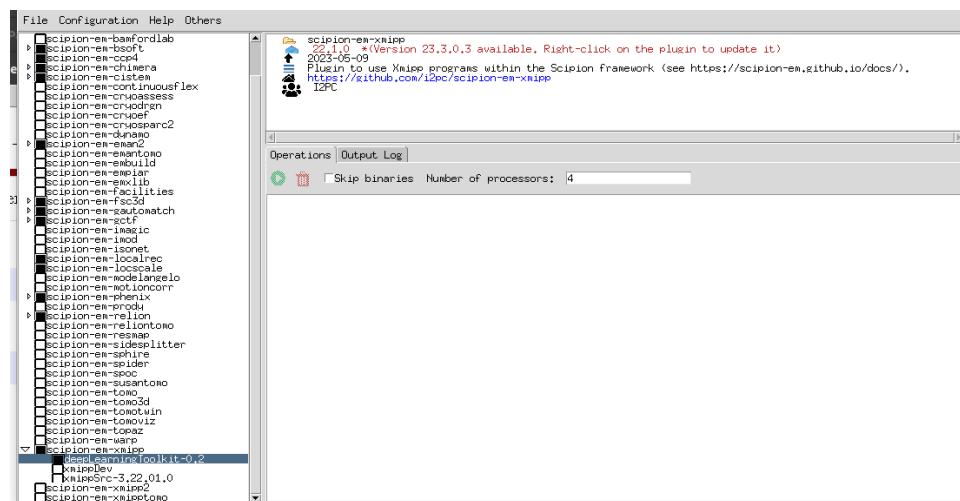 File Configuration Help Others
scipion-em-bamfordlab
scipion-em-bsoft
scipion-em-ccp4
scipion-em-chimera
scipion-em-cistem
scipion-em-continuousflex
scipion-em-cryoassess
scipion-em-cryodrgn
scipion-em-cryoef
scipion-em-cryosparc2
scipion-em-dynamo
scipion-em-eman2
scipion-em-emantomo
scipion-em-embuild
scipion-em-empiar
scipion-em-emxlib
scipion-em-facilities
scipion-em-fsc3d
scipion-em-gautomatch
scipion-em-gctf
scipion-em-imagic
scipion-em-imod
scipion-em-isonet
scipion-em-localrec
scipion-em-locscale
scipion-em-modelangelo
scipion-em-motioncorr
scipion-em-phenix
scipion-em-prody
scipion-em-relion
scipion-em-reliontomo
scipion-em-resmap
scipion-em-sidesplitter
scipion-em-sphire
scipion-em-spider
scipion-em-spoc
scipion-em-susantomo
scipion-em-tomo
scipion-em-tomo3d
scipion-em-tomotwin
scipion-em-tomoviz
scipion-em-topaz
scipion-em-warp
scipion-em-xmipp
deepLearningToolkit-0.2
xmippDev
xmippSrc-3.22.01.0
scipion-em-xmipp2
scipion-em-xmipptomo
scipion-em-xmipp
22.1.0 *(Version 23.3.0.3 available. Right-click on the plugin to update it)
2023-05-09
Plugin to use Xmipp programs within the Scipion framework (see https://scipion-em.github.io/docs/).
https://github.com/i2pc/scipion-em-xmipp
I2PC
Operations Output Log
Skip binaries Number of processors: 4